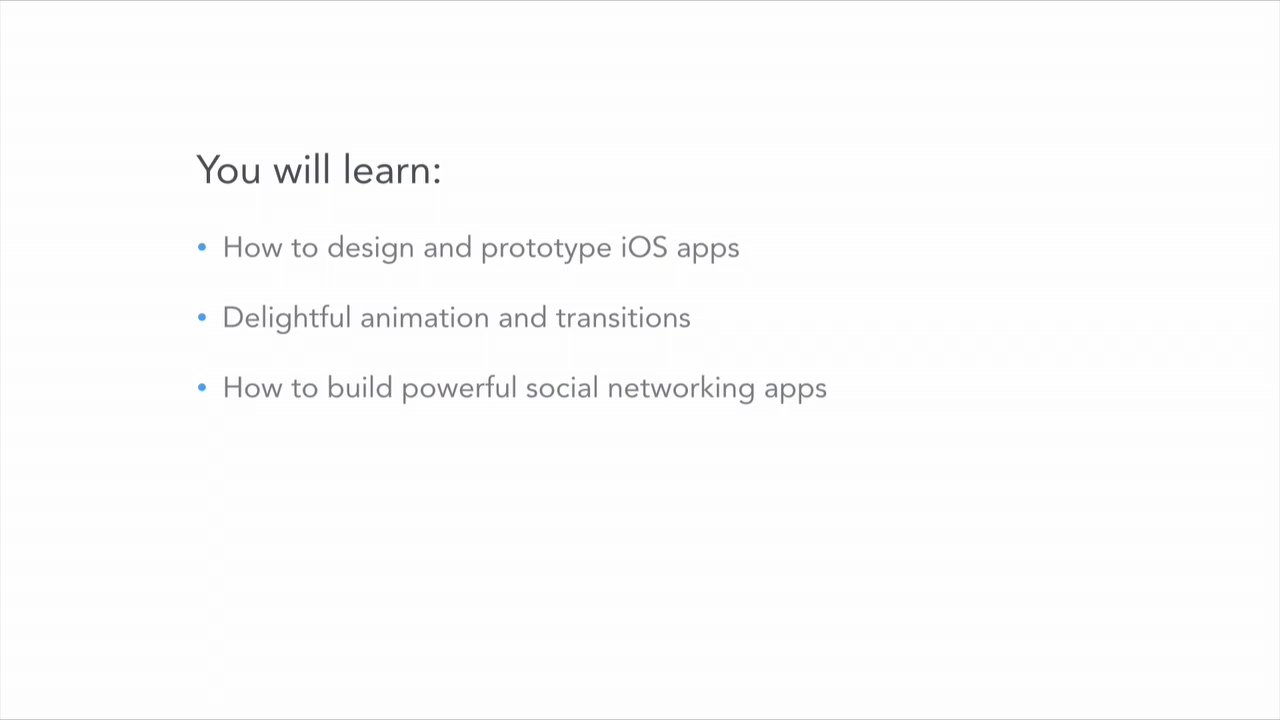 You will learn:
• How to design and prototype iOS apps
• Delightful animation and transitions
• How to build powerful social networking apps